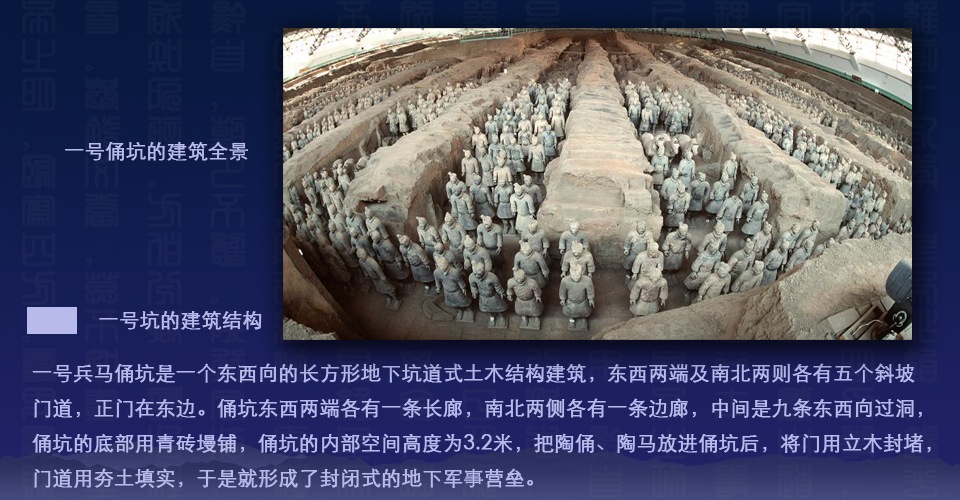 一号俑坑的建筑全景
一号坑的建筑结构
一号兵马俑坑是一个东西向的长方形地下坑道式土木结构建筑，东西两端及南北两则各有五个斜坡
门道，正门在东边。俑坑东西两端各有一条长廊，南北两侧各有一条边廊，中间是九条东西向过洞，
俑坑的底部用青砖墁铺，俑坑的内部空间高度为3.2米，把陶俑、陶马放进俑坑后，将门用立木封堵，
门道用夯土填实，于是就形成了封闭式的地下军事营垒。